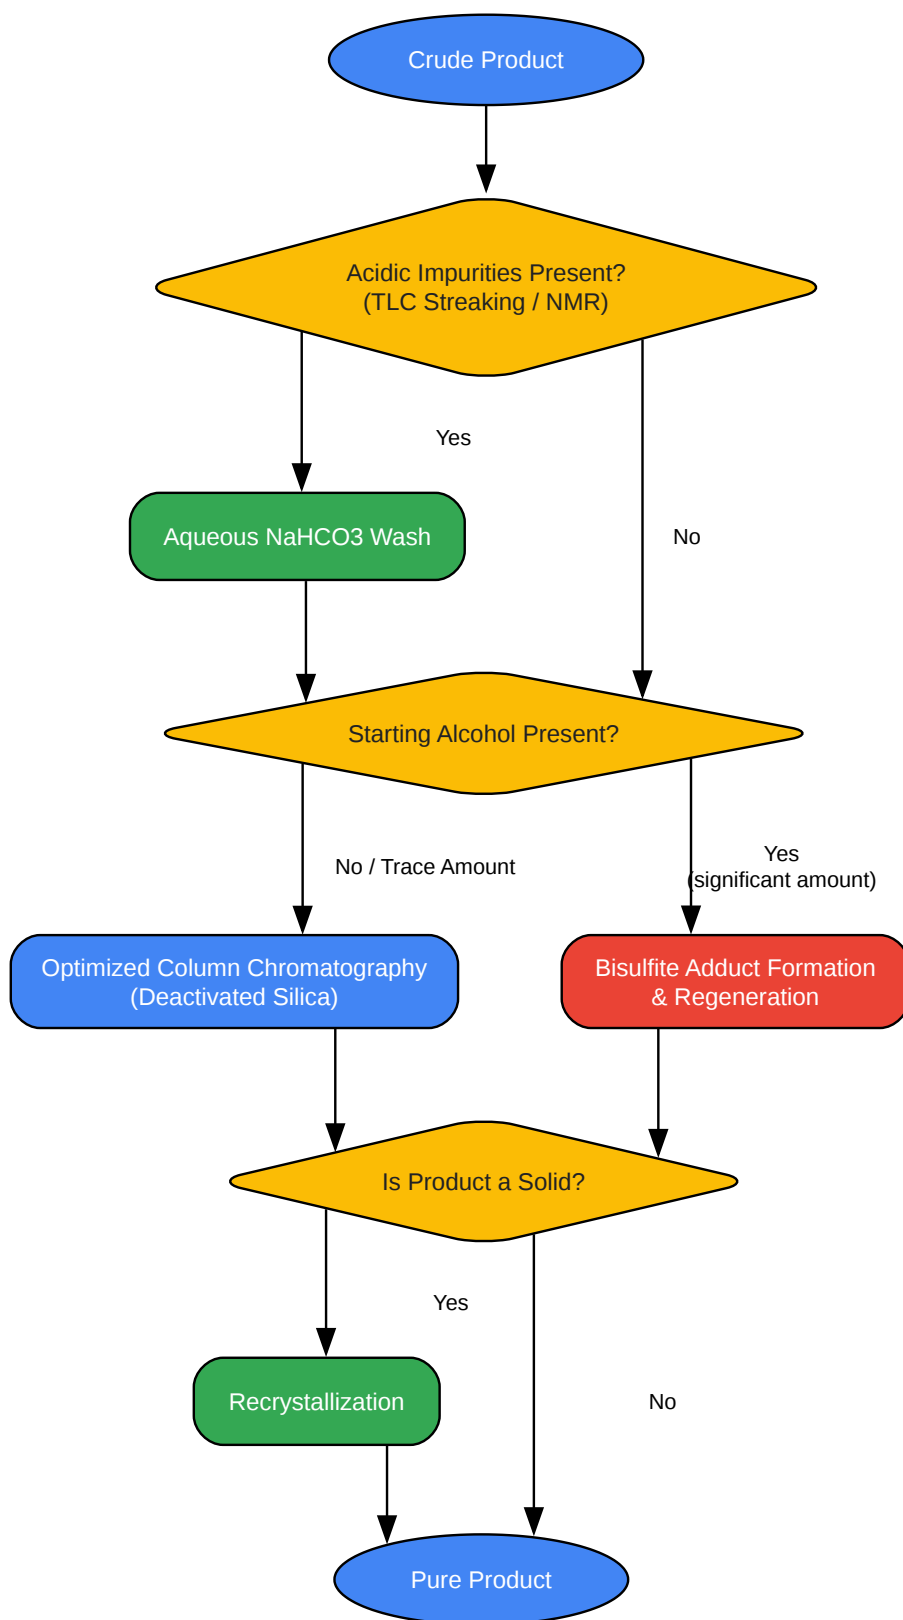 Crude Product
Acidic Impurities Present?
(TLC Streaking / NMR)
Yes
Aqueous NaHCO3 Wash
No
Starting Alcohol Present?
No / Trace Amount
Yes
(significant amount)
Optimized Column Chromatography
(Deactivated Silica)
Bisulfite Adduct Formation
& Regeneration
Is Product a Solid?
Yes
Recrystallization
No
Pure Product